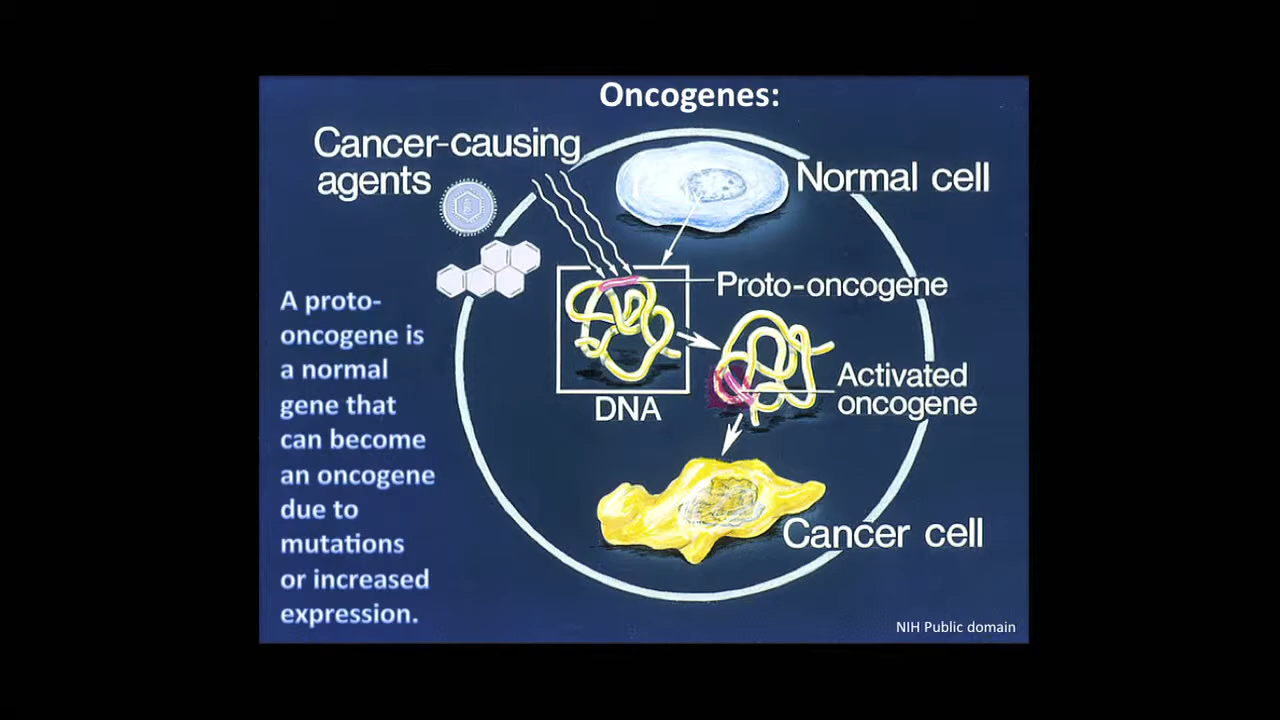 Oncogenes:
Cancer-causing
agents
Normal cell
Proto-oncogene
A proto-
oncogene is
a normal
gene that
can become
an oncogene
due to
mutations
or increased
expression.
DNA
Activated
oncogene
Cancer cell
NIH Public domain